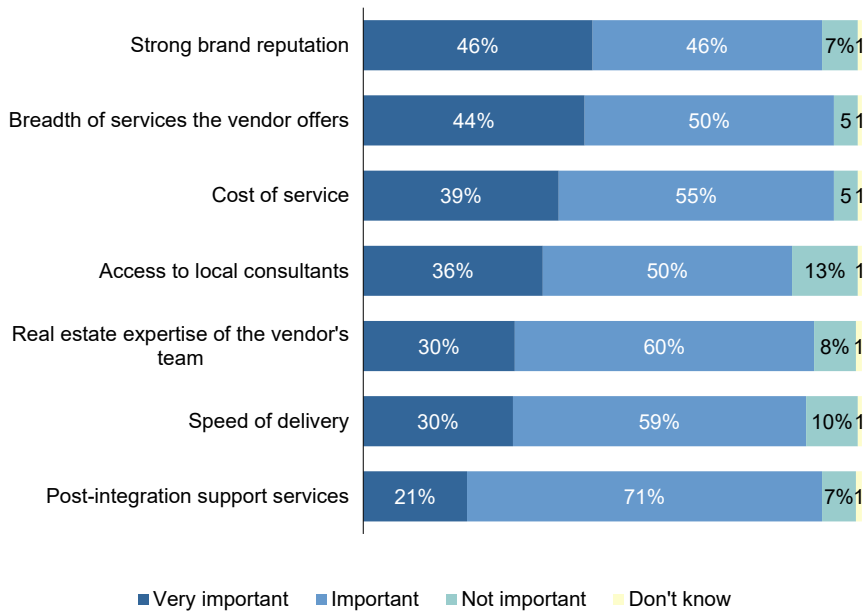 Strong brand reputation 46% 46% 7% 1
Breadth of services the vendor offers 44% 50% 5 1
Cost of service 39% 55% 5 1
Access to local consultants 36% 50% 13% 1
Real estate expertise of the vendor's
team 30% 60% 8% 1
Speed of delivery 30% 59% 10% 1
Post-integration support services 21% 71% 7% 1
Very important Important Not important Don't know